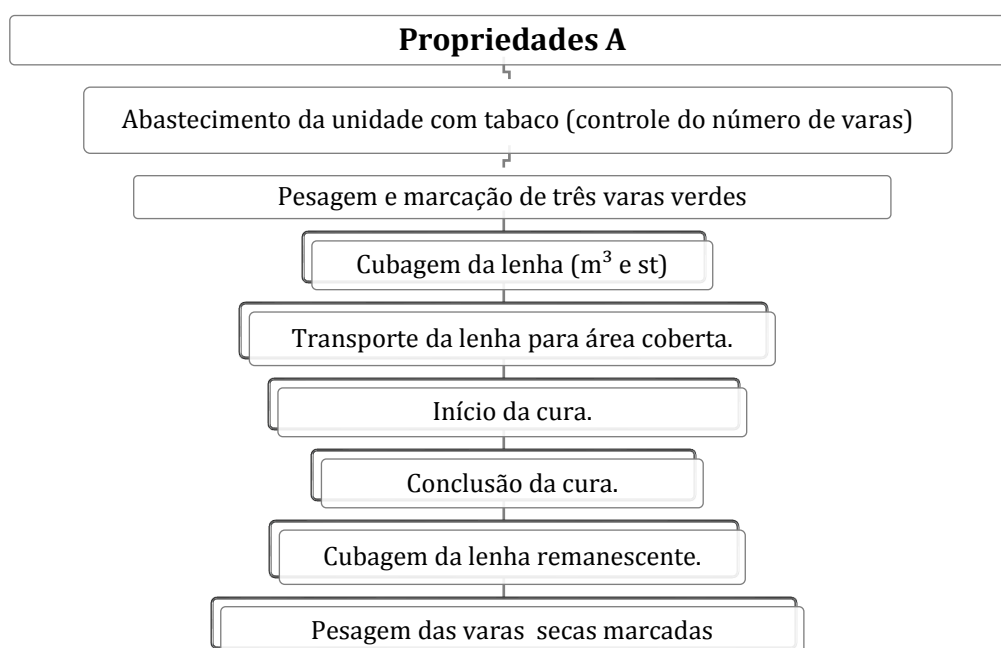 Propriedades A
Abastecimento da unidade com tabaco (controle do número de varas)
Pesagem e marcação de três varas verdes
Cubagem da lenha (m³ e st)
Transporte da lenha para área coberta.
Início da cura.
Conclusão da cura.
Cubagem da lenha remanescente.
Pesagem das varas  secas marcadas